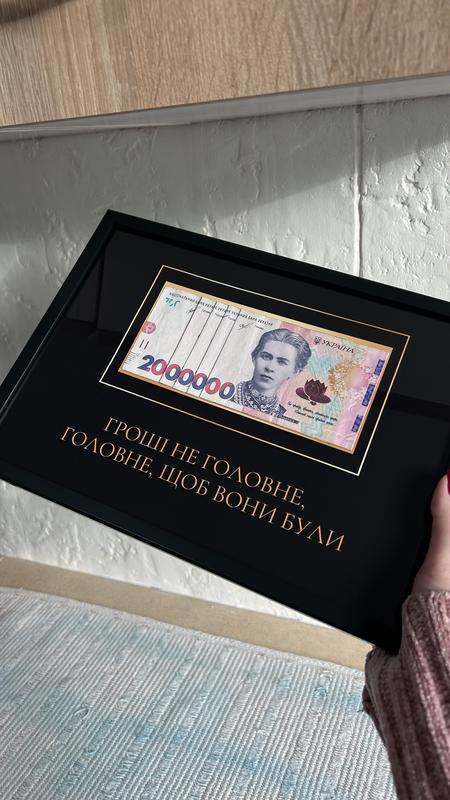 УКРАЇНА
2000000
ГРОШІ НЕ ГОЛОВНЕ,
ГОЛОВНЕ, ЩОБ ВОНИ БУЛИ